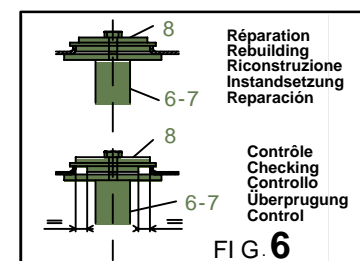 8
Réparation
Rebuilding
Riconstruzione
Instandsetzung
Reparación
6-7
8
Contrôle
Checking
Controllo
Überprugung
Control
6-7
= =
FIG.6